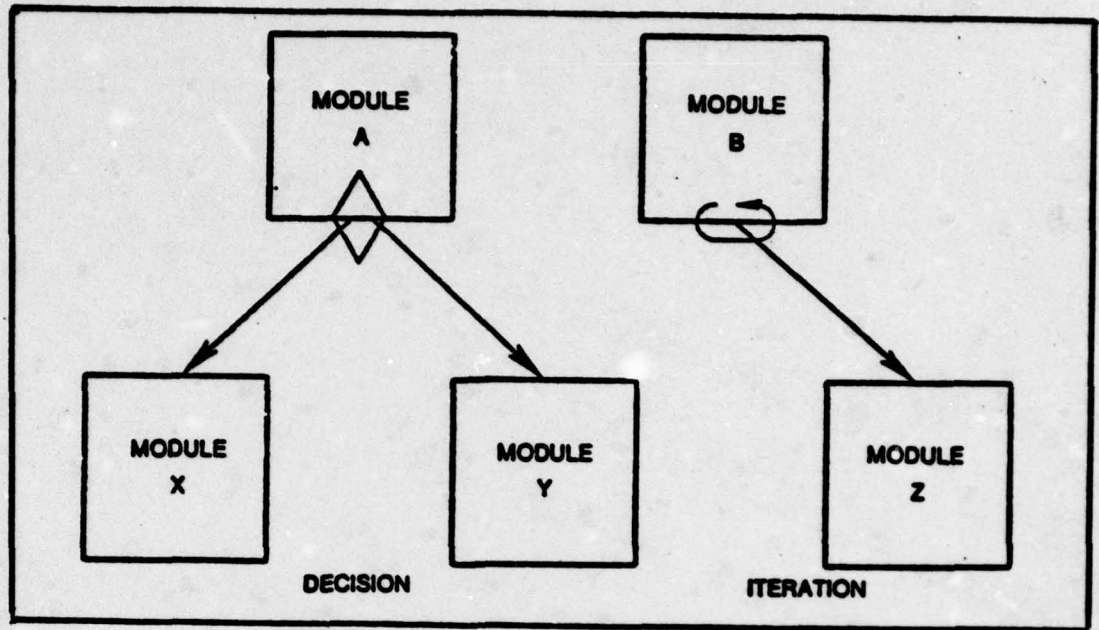 MODULE
A
MODULE
B
MODULE
X
MODULE
Y
MODULE
Z
DECISION
ITERATION